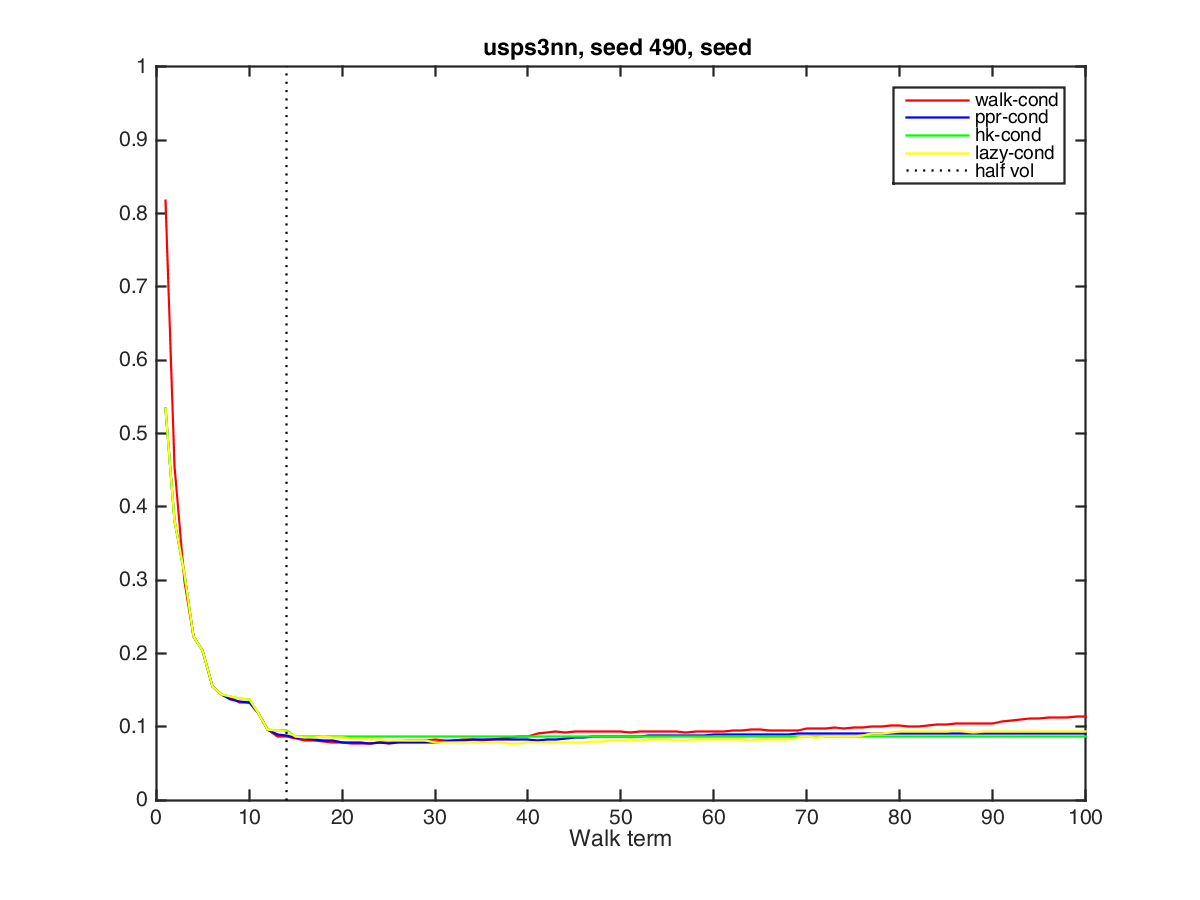 usps3nn, seed 490, seed
1
0.9
0.8
0.7
0.6
0.5
0.4
0.3
0.2
0.1
0
walk-cond
ppr-cond
hk-cond
lazy-cond
half vol
0 10 20 30 40 50 60 70 80 90 100
Walk term